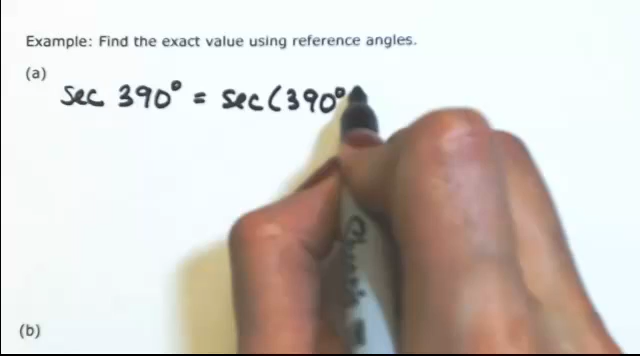 Example: Find the exact value using reference angles.
(a)
sec 390° = sec(390°
(b)